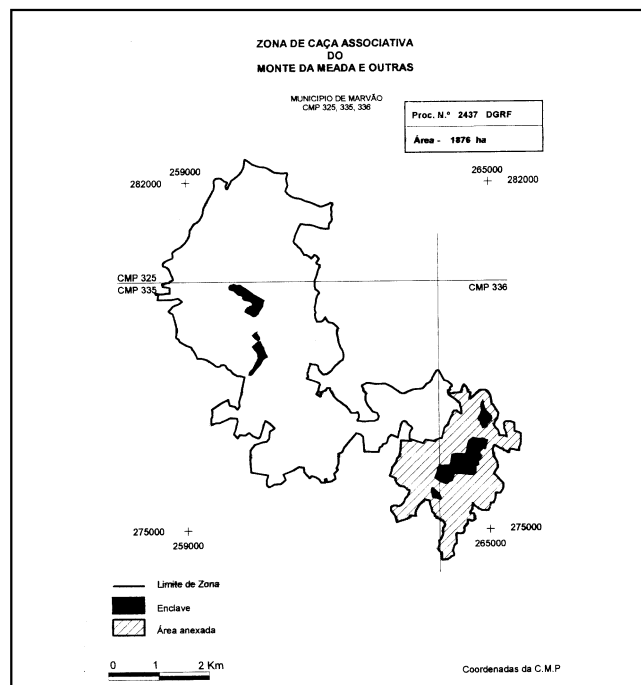 ZONA DE CAÇA ASSOCIATIVA
DO
MONTE DA MEADA E OUTRAS
MUNICIPIO DE MARVÃO
CMP 325, 335, 336
Proc. N.º 2437 DGRF
Área - 1876 ha
259000
282000
265000
282000
CMP 325
CMP 335
CMP 336
275000
259000
275000
265000
Limite de Zona
Enclave
Área anexada
0 1 2 Km
Coordenadas da C.M.P